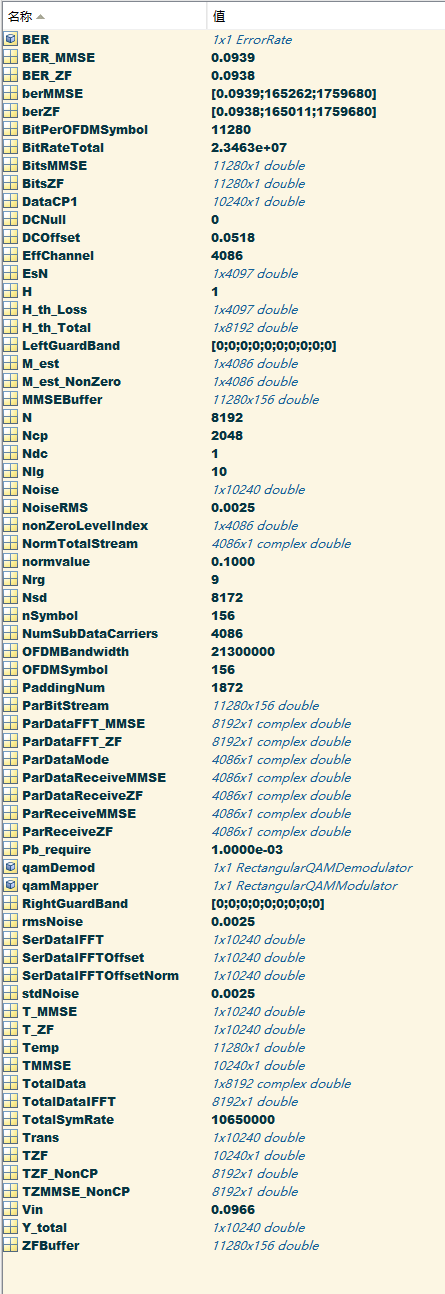 名称 值
BER 1x1 ErrorRate
BER_MMSE 0.0939
BER_ZF 0.0938
berMMSE [0.0939;165262;1759680]
berZF [0.0938;165011;1759680]
BitPerOFDMSymbol 11280
BitRateTotal 2.3463e+07
BitsMMSE 11280x1 double
BitsZF 11280x1 double
DataCP1 10240x1 double
DCNull 0
DCOffset 0.0518
EffChannel 4086
EsN 1x4097 double
H 1
H_th_Loss 1x4097 double
H_th_Total 1x8192 double
LeftGuardBand [0;0;0;0;0;0;0;0;0;0]
M_est 1x4086 double
M_est_NonZero 1x4086 double
MMSEBuffer 11280x156 double
N 8192
Ncp 2048
Ndc 1
Nlg 10
Noise 1x10240 double
NoiseRMS 0.0025
nonZeroLevelIndex 1x4086 double
NormTotalStream 4086x1 complex double
normvalue 0.1000
Nrg 9
Nsd 8172
nSymbol 156
NumSubDataCarriers 4086
OFDMBandwidth 21300000
OFDMSymbol 156
PaddingNum 1872
ParBitStream 11280x156 double
ParDataFFT_MMSE 8192x1 complex double
ParDataFFT_ZF 8192x1 complex double
ParDataMode 4086x1 complex double
ParDataReceiveMMSE 4086x1 complex double
ParDataReceiveZF 4086x1 complex double
ParReceiveMMSE 4086x1 complex double
ParReceiveZF 4086x1 complex double
Pb_require 1.0000e-03
qamDemod 1x1 RectangularQAMDemodulator
qamMapper 1x1 RectangularQAMModulator
RightGuardBand [0;0;0;0;0;0;0;0;0]
rmsNoise 0.0025
SerDataIFFT 1x10240 double
SerDataIFFTOffset 1x10240 double
SerDataIFFTOffsetNorm 1x10240 double
stdNoise 0.0025
T_MMSE 1x10240 double
T_ZF 1x10240 double
Temp 11280x1 double
TMMSE 10240x1 double
TotalData 1x8192 complex double
TotalDataIFFT 8192x1 double
TotalSymRate 10650000
Trans 1x10240 double
TZF 10240x1 double
TZF_NonCP 8192x1 double
TZMMSE_NonCP 8192x1 double
Vin 0.0966
Y_total 1x10240 double
ZFBuffer 11280x156 double